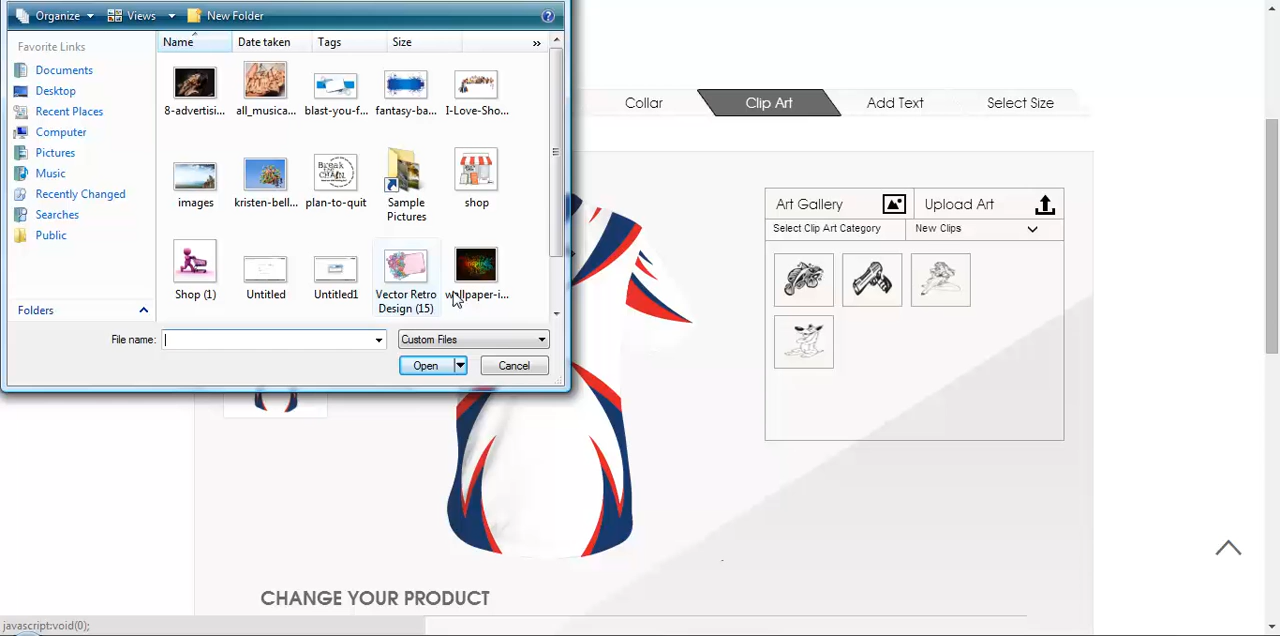 Organize Views New Folder
Favorite Links
Name Date taken Tags Size »
Documents
Desktop
Recent Places
Computer
Pictures
Music
Recently Changed
Searches
Public
Folders
8-advertisi... all_musica... blast-you-f... fantasy-ba... I-Love-Sho...
images kristen-bell... plan-to-quit Sample Pictures shop
Shop (1) Untitled Untitled1 Vector Retro Design (15) wallpaper-i...
File name: Custom Files
Open Cancel
Collar Clip Art Add Text Select Size
Art Gallery Upload Art
Select Clip Art Category New Clips
CHANGE YOUR PRODUCT
javascript:void(0);